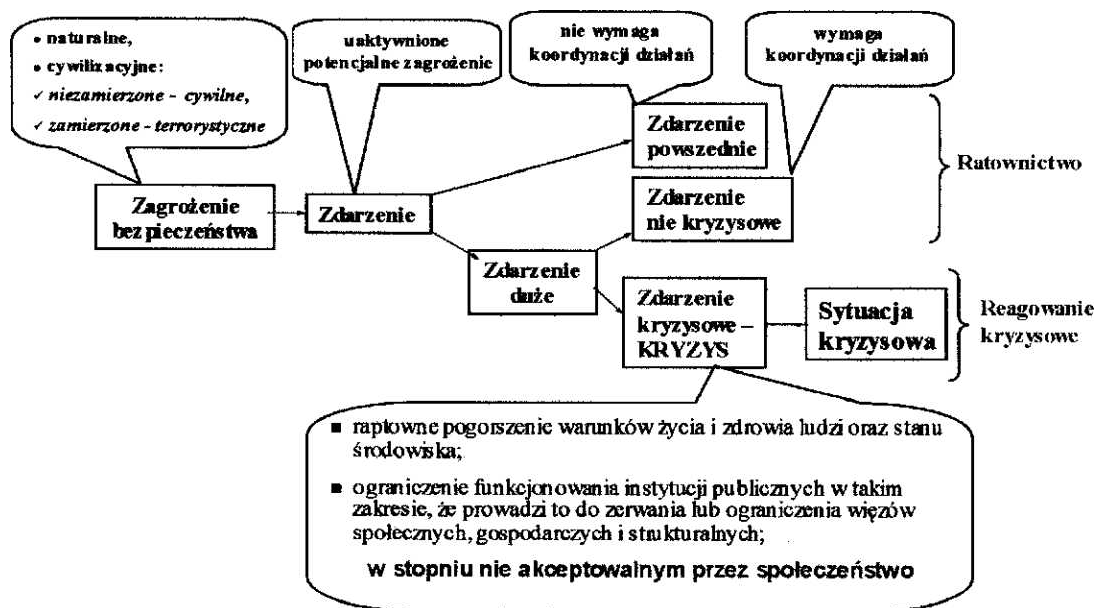 • naturalne,
• cywilizacyjne:
✓ niezamierzone - cywilne,
✓ zamierzone - terrorystyczne
uaktywnione
potencjalne zagrożenie
nie wymaga
koordynacji działań
wymaga
koordynacji działań
Zdarzenie
powszednie
Ratownictwo
Zagrożenie
bezpieczeństwa
Zdarzenie
Zdarzenie
nie kryzysowe
Zdarzenie
duże
Zdarzenie
kryzysowe –
KRYZYS
Sytuacja
kryzysowa
Reagowanie
kryzysowe
■ raptowne pogorszenie warunków życia i zdrowia ludzi oraz stanu
środowiska;
■ ograniczenie funkcjonowania instytucji publicznych w takim
zakresie, że prowadzi to do zerwania lub ograniczenia więzów
społecznych, gospodarczych i strukturalnych;
w stopniu nie akceptowalnym przez społeczeństwo